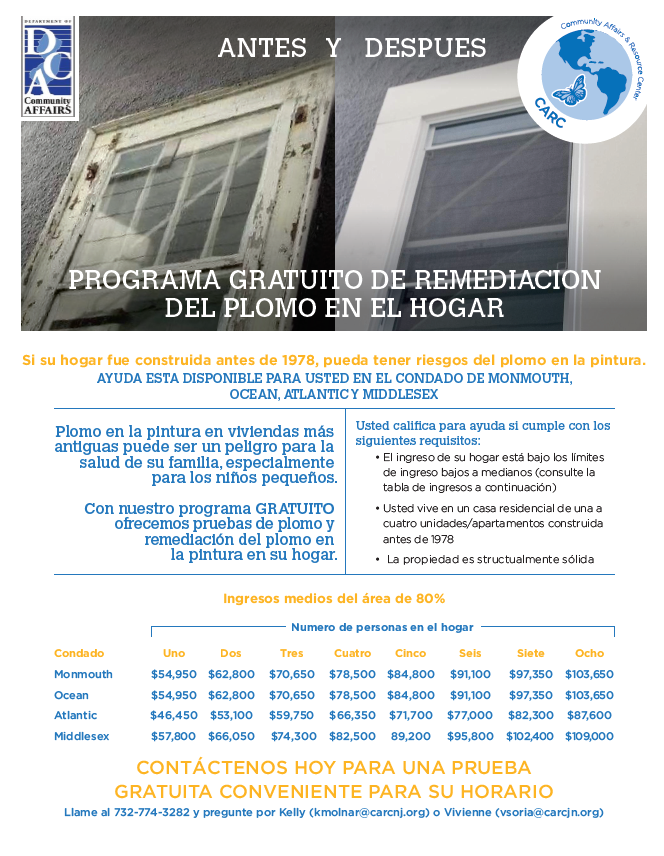 DEPARTMENT OF
DCA
Community
AFFAIRS
ANTES Y DESPUES
Community Affairs & Resource Center
CARC
PROGRAMA GRATUITO DE REMEDIACION
DEL PLOMO EN EL HOGAR
Si su hogar fue construida antes de 1978, pueda tener riesgos del plomo en la pintura.
AYUDA ESTA DISPONIBLE PARA USTED EN EL CONDADO DE MONMOUTH,
OCEAN, ATLANTIC Y MIDDLESEX
Plomo en la pintura en viviendas más
antiguas puede ser un peligro para la
salud de su familia, especialmente
para los niños pequeños.
Con nuestro programa GRATUITO
ofrecemos pruebas de plomo y
remediación del plomo en
la pintura en su hogar.
Usted califica para ayuda si cumple con los
siguientes requisitos:
• El ingreso de su hogar está bajo los límites
de ingreso bajos a medianos (consulte la
tabla de ingresos a continuación)
• Usted vive en un casa residencial de una a
cuatro unidades/apartamentos construida
antes de 1978
• La propiedad es structualmente sólida
Ingresos medios del área de 80%
Numero de personas en el hogar
Condado Uno Dos Tres Cuatro Cinco Seis Siete Ocho
Monmouth $54,950 $62,800 $70,650 $78,500 $84,800 $91,100 $97,350 $103,650
Ocean $54,950 $62,800 $70,650 $78,500 $84,800 $91,100 $97,350 $103,650
Atlantic $46,450 $53,100 $59,750 $66,350 $71,700 $77,000 $82,300 $87,600
Middlesex $57,800 $66,050 $74,300 $82,500 89,200 $95,800 $102,400 $109,000
CONTÁCTENOS HOY PARA UNA PRUEBA
GRATUITA CONVENIENTE PARA SU HORARIO
Llame al 732-774-3282 y pregunte por Kelly (kmolnar@carcnj.org) o Vivienne (vsoria@carcjn.org)